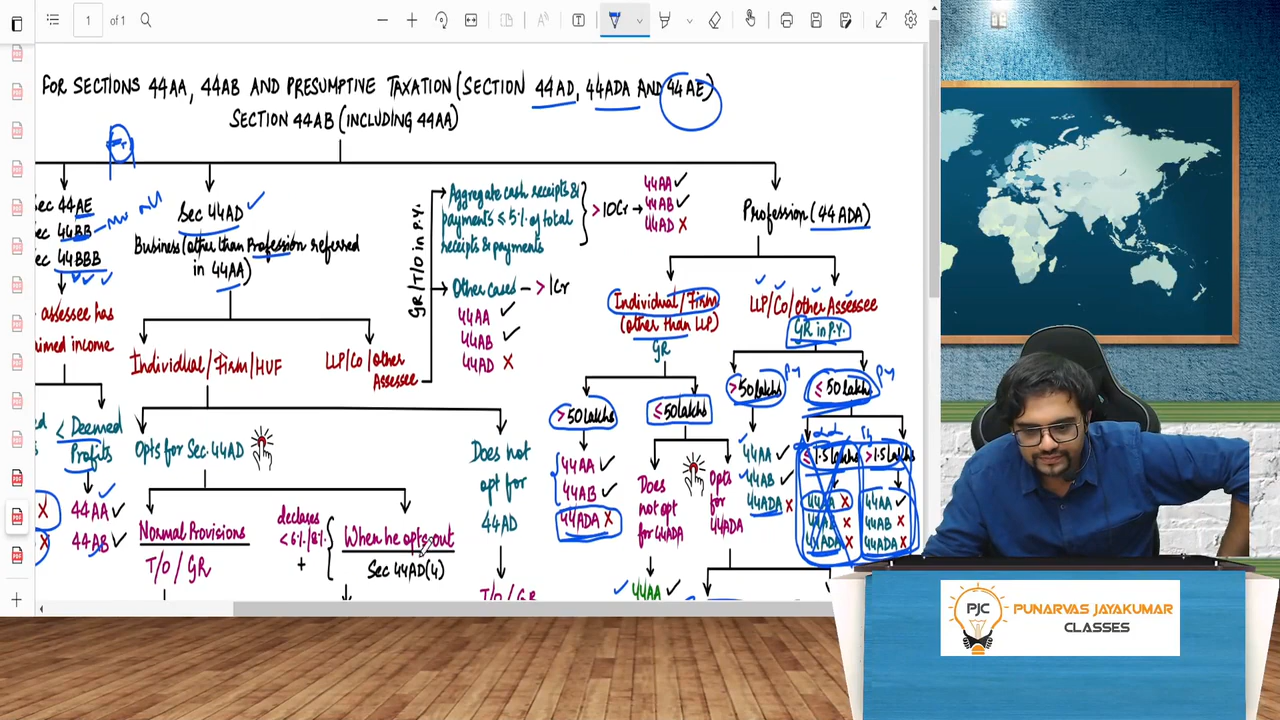 1 of 1
FOR SECTIONS 44AA, 44AB AND PRESUMPTIVE TAXATION (SECTION 44AD, 44ADA AND 44AE)
SECTION 44AB (INCLUDING 44AA)
Sec 44AE
Sec 44BB
Sec 44BBB
assessee has
income
< Deemed
Profits
44AA ✓
44AB ✓
Sec 44AD
Business (other than Profession referred
in 44AA)
Individual/Firm/HUF
LLP/Co/Other
Assessee
Opts for Sec. 44AD
Normal Provisions
T/O / GR
declares
<6%/8%
+
When he opts out
Sec 44AD(4)
Does not
opt for
44AD
T/O / GR
GR/T/O in P.Y.
Aggregate cash receipts &
payments ≤ 5% of total
receipts & payments
>10Cr →
44AA ✓
44AB ✓
44AD X
Other cases - >1Cr
44AA ✓
44AB ✓
44AD X
Profession (44ADA)
Individual/Firm
(other than LLP)
GR
>50 lakhs
44AA ✓
44AB ✓
44ADA X
≤50 lakhs
Does
not opt
for 44ADA
44AA ✓
Opts
for
44ADA
LLP/Co/Other Assessee
GR in P.Y.
>50 lakhs
PY
44AA ✓
44AB ✓
44ADA X
≤ 50 lakhs
PY
≤ 1.5 lakhs
44AA X
44AB X
44ADA X
>1.5 lakhs
44AA ✓
44AB X
44ADA X
PJC
PUNARVAS JAYAKUMAR
CLASSES